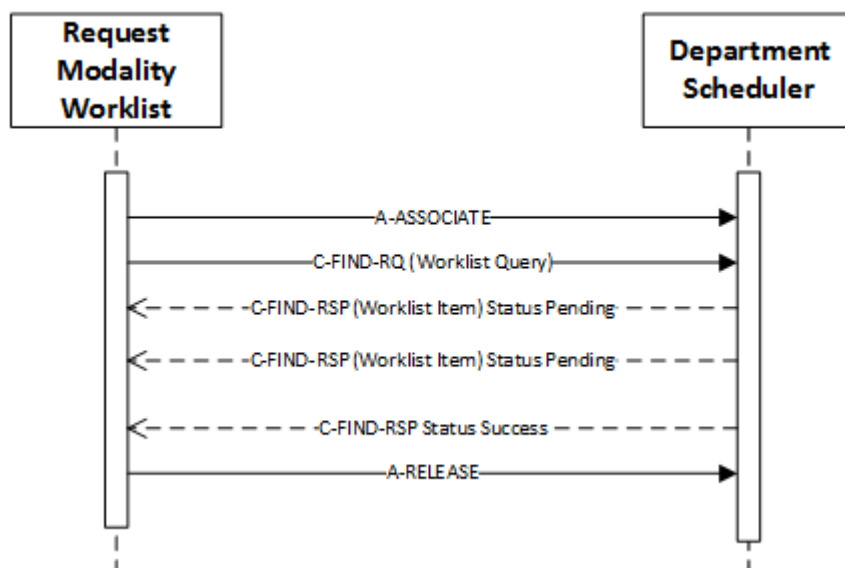 Request
Modality
Worklist
Department
Scheduler
A-ASSOCIATE
C-FIND-RQ (Worklist Query)
C-FIND-RSP (Worklist Item) Status Pending
C-FIND-RSP (Worklist Item) Status Pending
C-FIND-RSP Status Success
A-RELEASE